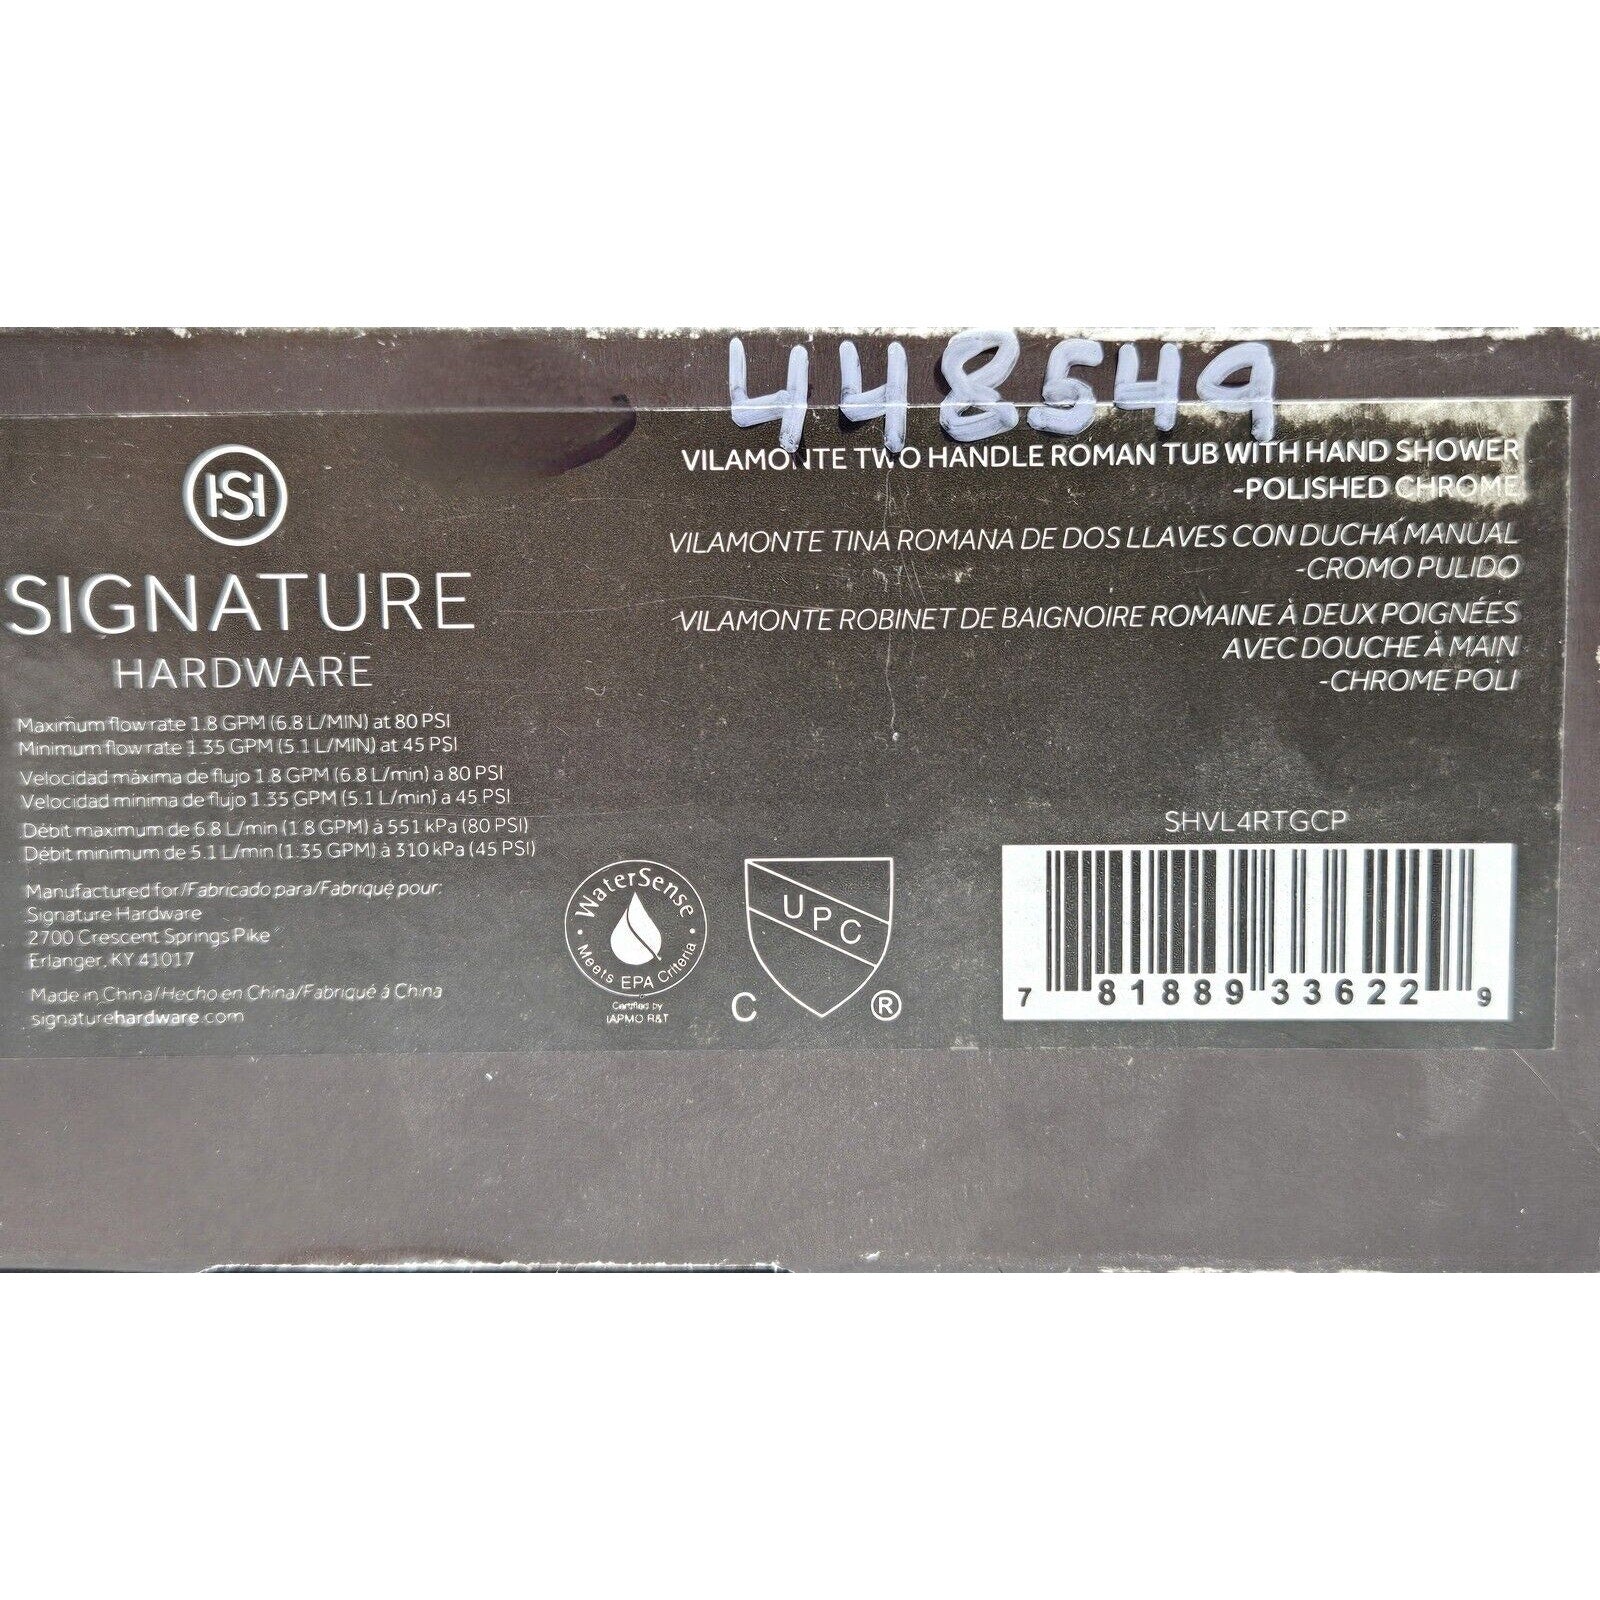 448549
HSH
SIGNATURE
HARDWARE
Maximum flow rate 1.8 GPM (6.8 L/MIN) at 80 PSI
Minimum flow rate 1.35 GPM (5.1 L/MIN) at 45 PSI
Velocidad máxima de flujo 1.8 GPM (6.8 L/min) a 80 PSI
Velocidad mínima de flujo 1.35 GPM (5.1 L/min) a 45 PSI
Débit maximum de 6.8 L/min (1.8 GPM) à 551 kPa (80 PSI)
Débit minimum de 5.1 L/min (1.35 GPM) à 310 kPa (45 PSI)
Manufactured for/Fabricado para/Fabriqué pour:
Signature Hardware
2700 Crescent Springs Pike
Erlanger, KY 41017
Made in China/Hecho en China/Fabriqué á China
signaturehardware.com
VILAMONTE TWO HANDLE ROMAN TUB WITH HAND SHOWER
-POLISHED CHROME
VILAMONTE TINA ROMANA DE DOS LLAVES CON DUCHA MANUAL
-CROMO PULIDO
VILAMONTE ROBINET DE BAIGNOIRE ROMAINE À DEUX POIGNÉES
AVEC DOUCHE À MAIN
-CHROME POLI
WaterSense
Meets EPA Criteria
Certified by
IAPMO R&T
UPC
C ®
SHVL4RTGCP
7 81889 33622 9